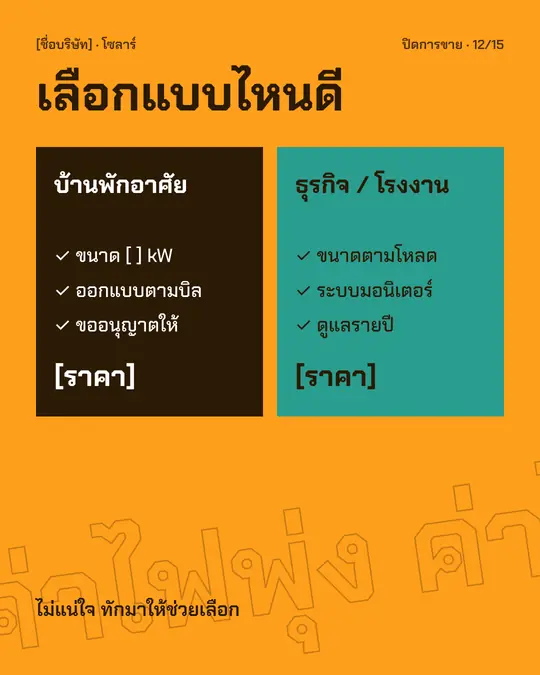 [ชื่อบริษัท] · โซลาร์
ปิดการขาย · 12/15
เลือกแบบไหนดี
บ้านพักอาศัย
✓ ขนาด [ ] kW
✓ ออกแบบตามบิล
✓ ขออนุญาตให้
[ราคา]
ธุรกิจ / โรงงาน
✓ ขนาดตามโหลด
✓ ระบบมอนิเตอร์
✓ ดูแลรายปี
[ราคา]
ค่าไฟพุ่ง ค่า
ไม่แน่ใจ ทักมาให้ช่วยเลือก